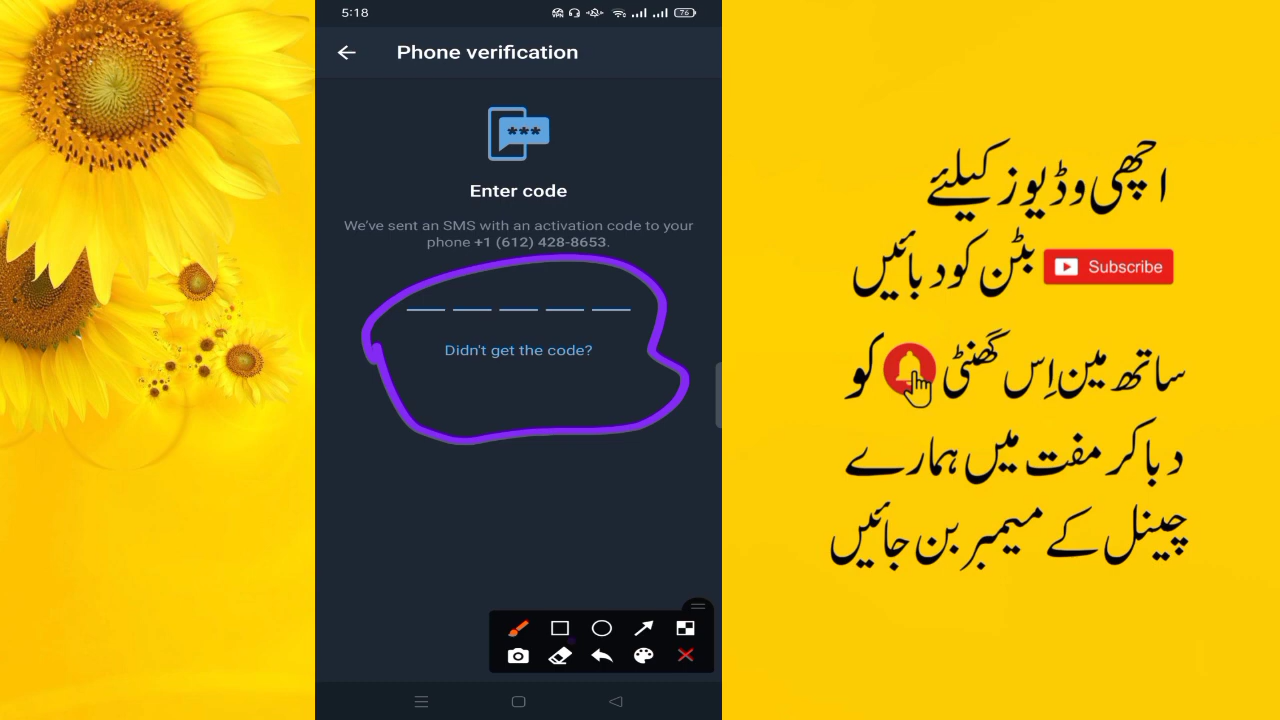 5:18
76
Phone verification
***
Enter code
We've sent an SMS with an activation code to your
phone +1 (612) 428-8653.
Didn't get the code?
اچھی وڈیوز کیلئے
Subscribe بٹن کو دبائیں
ساتھ مین اِس گھنٹی کو
دبا کر مفت میں ہمارے
چینل کے میمبر بن جائیں